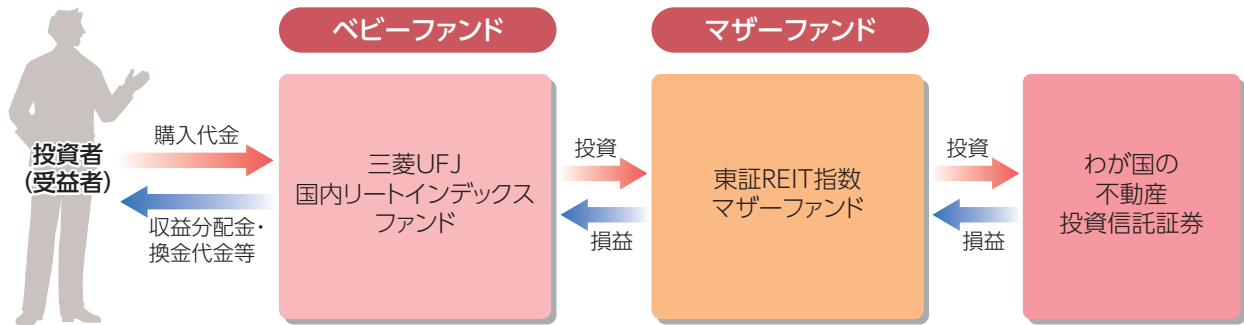 ベビーファンド
マザーファンド
投資者
(受益者)
購入代金
収益分配金・
換金代金等
三菱UFJ
国内リートインデックス
ファンド
投資
損益
東証REIT指数
マザーファンド
投資
損益
わが国の
不動産
投資信託証券